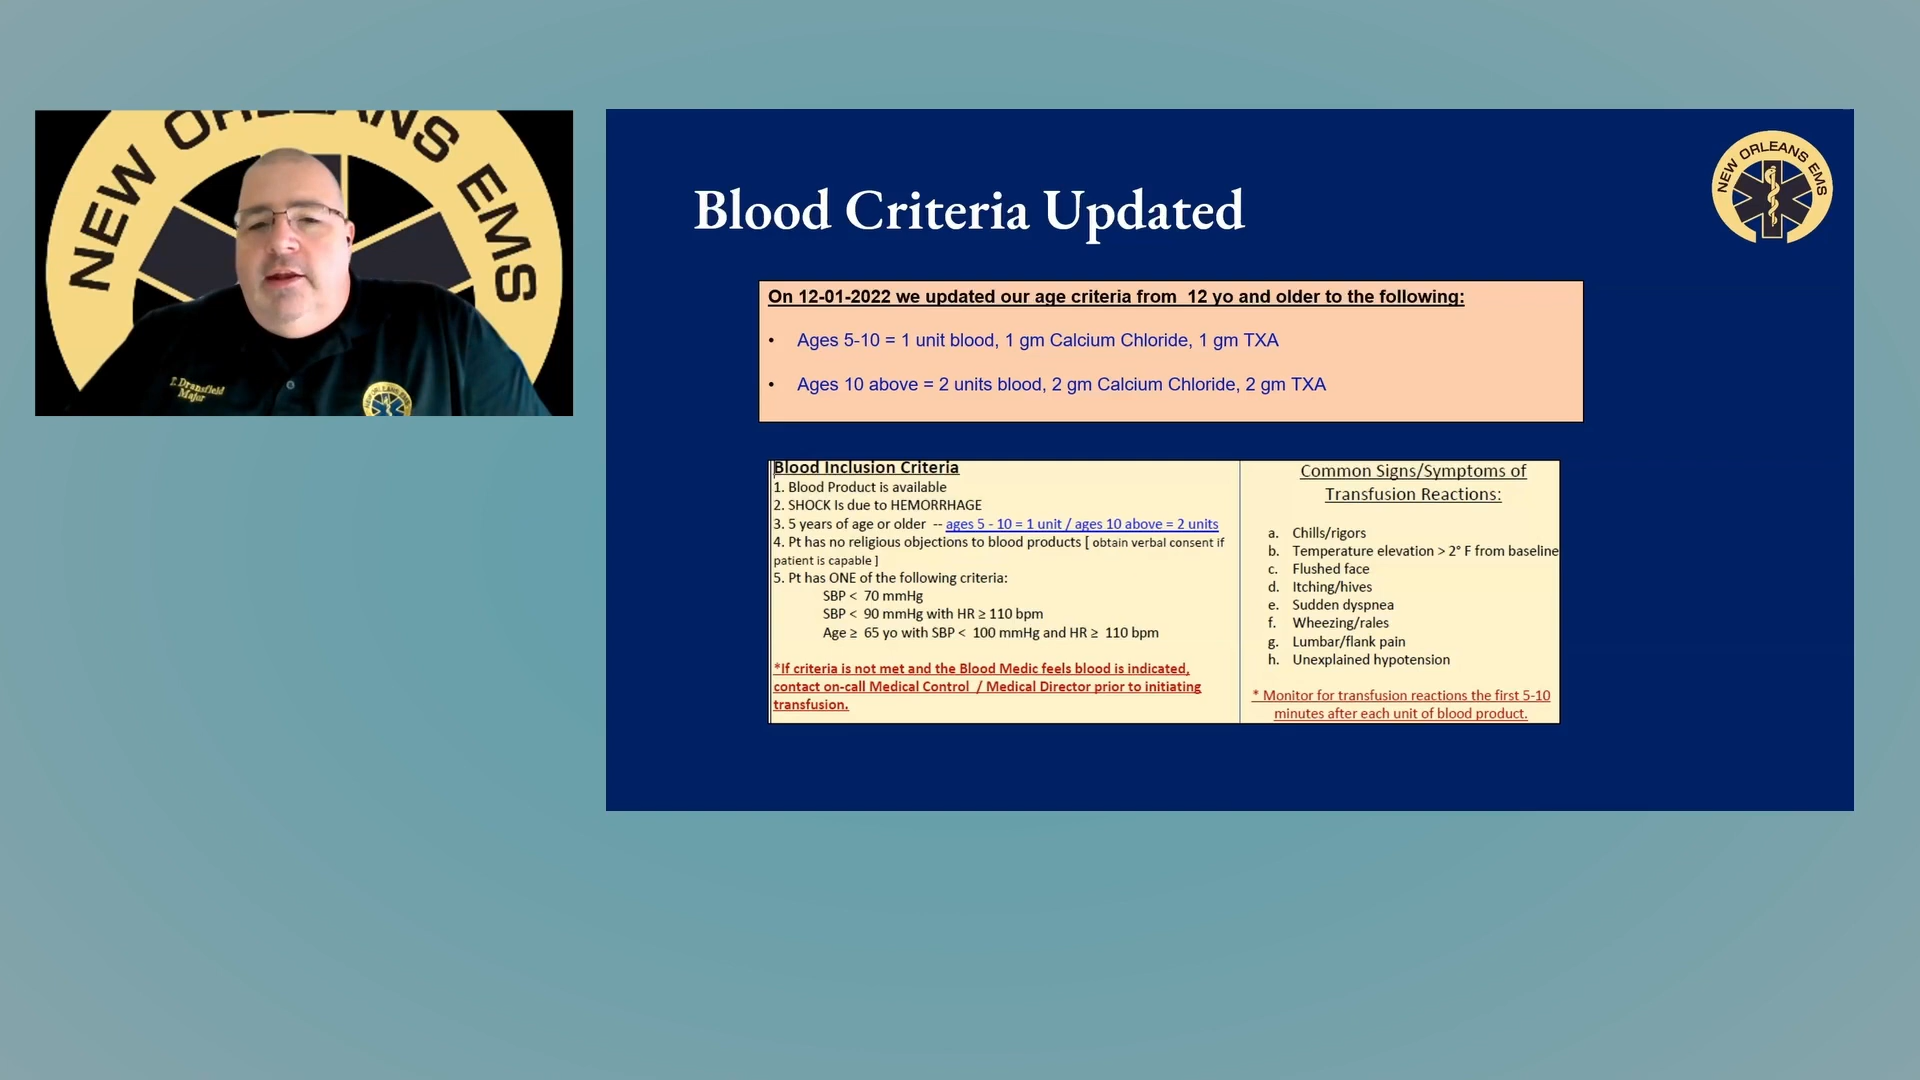 NEW ORLEANS EMS
T. Dransfield
Major
NEW ORLEANS EMS
Blood Criteria Updated
On 12-01-2022 we updated our age criteria from 12 yo and older to the following:
• Ages 5-10 = 1 unit blood, 1 gm Calcium Chloride, 1 gm TXA
• Ages 10 above = 2 units blood, 2 gm Calcium Chloride, 2 gm TXA
Blood Inclusion Criteria
1. Blood Product is available
2. SHOCK Is due to HEMORRHAGE
3. 5 years of age or older -- ages 5 - 10 = 1 unit / ages 10 above = 2 units
4. Pt has no religious objections to blood products [ obtain verbal consent if
patient is capable ]
5. Pt has ONE of the following criteria:
SBP < 70 mmHg
SBP < 90 mmHg with HR ≥ 110 bpm
Age ≥ 65 yo with SBP < 100 mmHg and HR ≥ 110 bpm
*If criteria is not met and the Blood Medic feels blood is indicated,
contact on-call Medical Control / Medical Director prior to initiating
transfusion.
Common Signs/Symptoms of
Transfusion Reactions:
a. Chills/rigors
b. Temperature elevation > 2° F from baseline
c. Flushed face
d. Itching/hives
e. Sudden dyspnea
f. Wheezing/rales
g. Lumbar/flank pain
h. Unexplained hypotension
* Monitor for transfusion reactions the first 5-10
minutes after each unit of blood product.